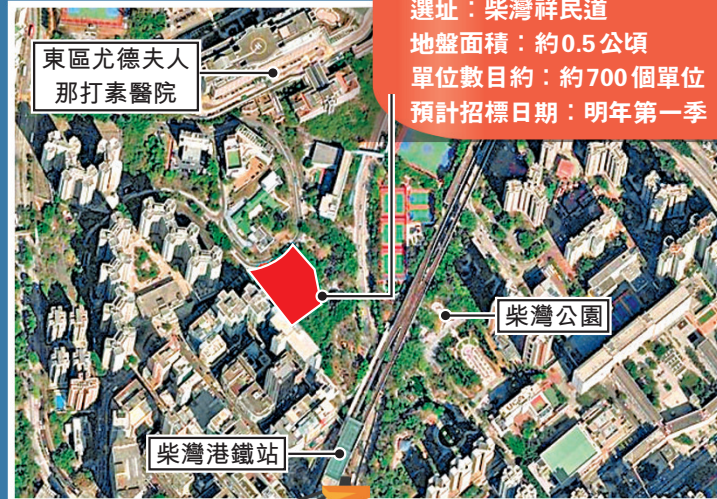 選址：柴灣祥民道
地盤面積：約0.5公頃
單位數目約：約700個單位
預計招標日期：明年第一季
東區尤德夫人
那打素醫院
柴灣公園
柴灣港鐵站